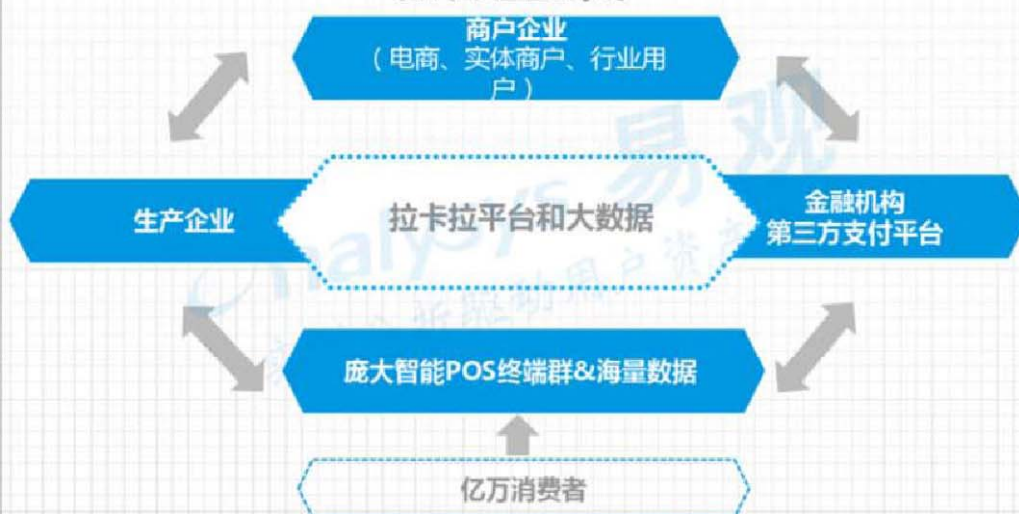 商户企业
（电商、实体商户、行业用
户）
易观
生产企业
拉卡拉平台和大数据
金融机构
第三方支付平台
nalysys
庞大智能POS终端群&海量数据
亿万消费者